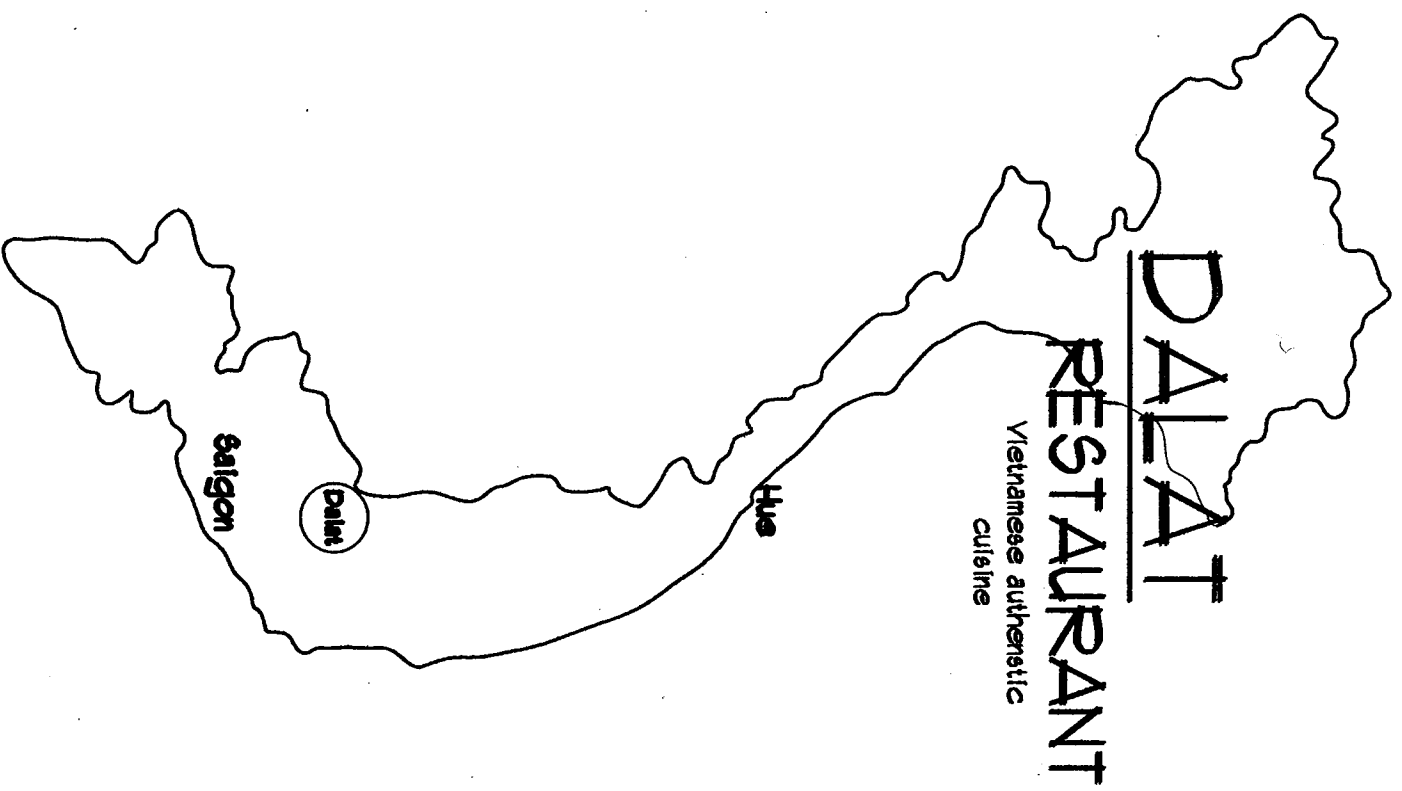 DALAT
RESTAURANT
Vietnamese authenstic
cuisine
Hue
Dalat
Saigon